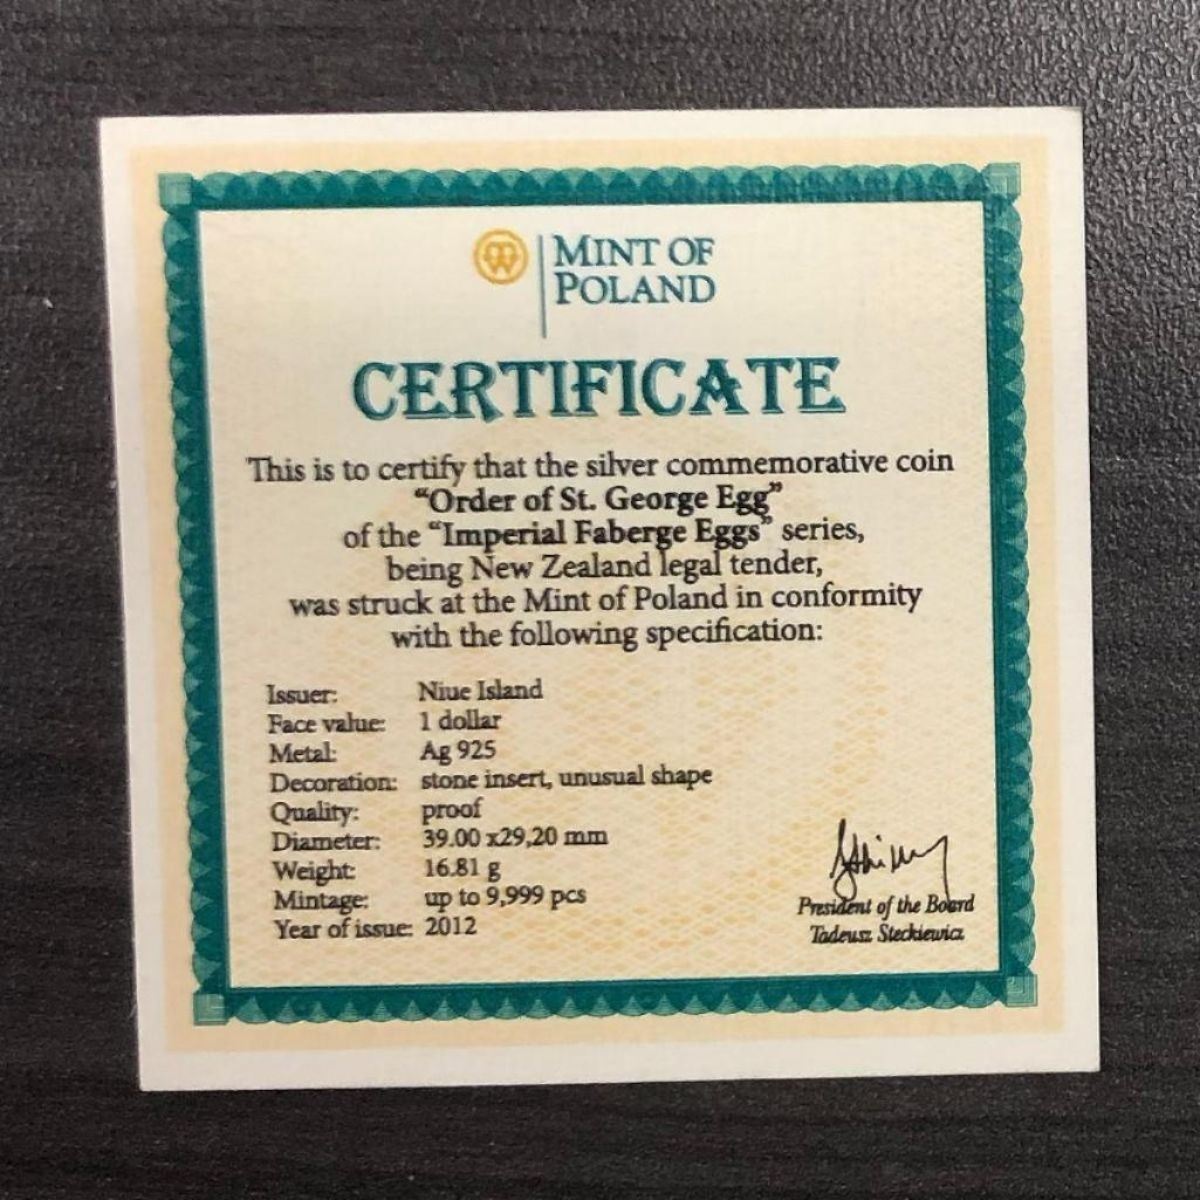 MINT OF
POLAND
CERTIFICATE
This is to certify that the silver commemorative coin
“Order of St. George Egg”
of the “Imperial Faberge Eggs” series,
being New Zealand legal tender,
was struck at the Mint of Poland in conformity
with the following specification:
Issuer: Niue Island
Face value: 1 dollar
Metal: Ag 925
Decoration: stone insert, unusual shape
Quality: proof
Diameter: 39.00 x29,20 mm
Weight: 16.81 g
Mintage: up to 9,999 pcs
Year of issue: 2012
President of the Board
Tadeusz Steckiewicz